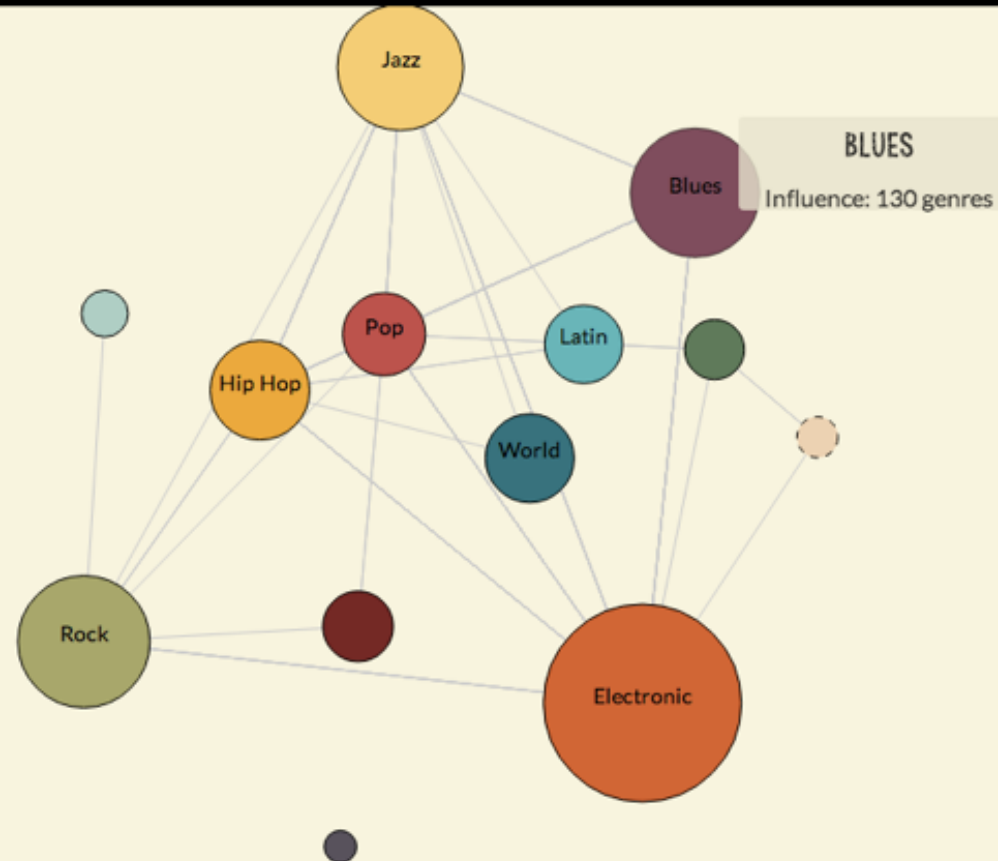 Jazz
BLUES
Blues
Influence: 130 genres
Pop
Latin
Hip Hop
World
Rock
Electronic